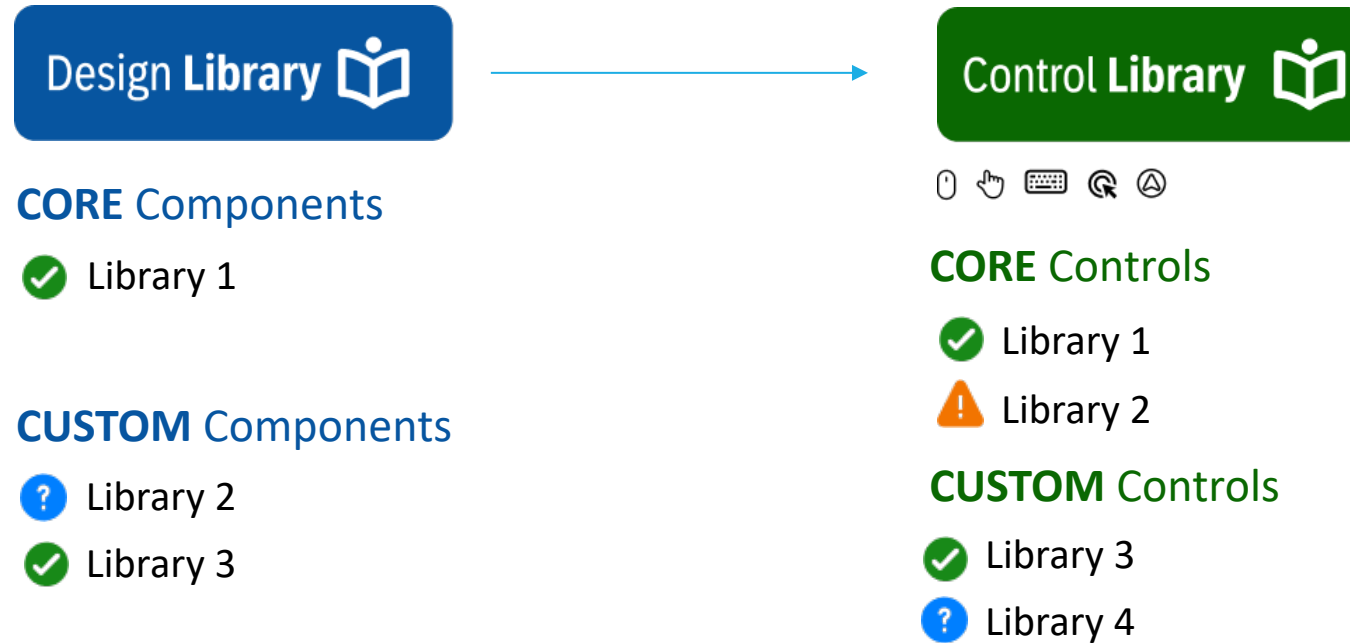 Design Library
CORE Components
Library 1
CUSTOM Components
Library 2
Library 3
Control Library
CORE Controls
Library 1
Library 2
CUSTOM Controls
Library 3
Library 4